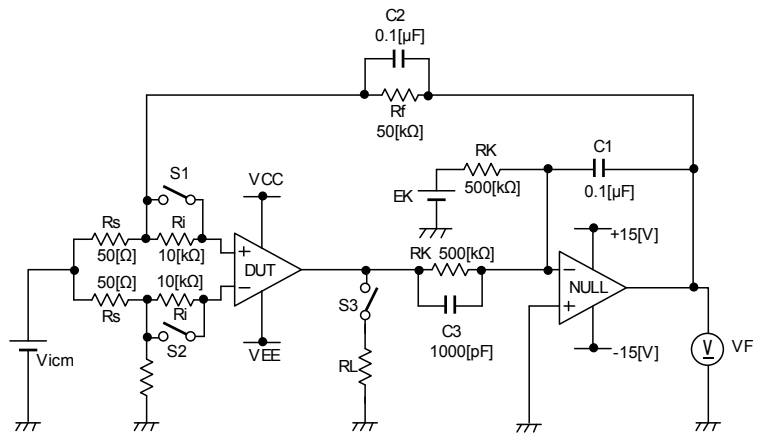 C2
0.1[μF]
Rf
50[kΩ]
S1
VCC
RK
500[kΩ]
C1
0.1[μF]
EK
Rs
50[Ω]
Ri
10[kΩ]
+15[V]
RK 500[kΩ]
+
DUT
−
−
NULL
+
50[Ω]
10[kΩ]
Rs
Ri
S3
C3
1000[pF]
Vicm
S2
VEE
RL
-15[V]
V
VF